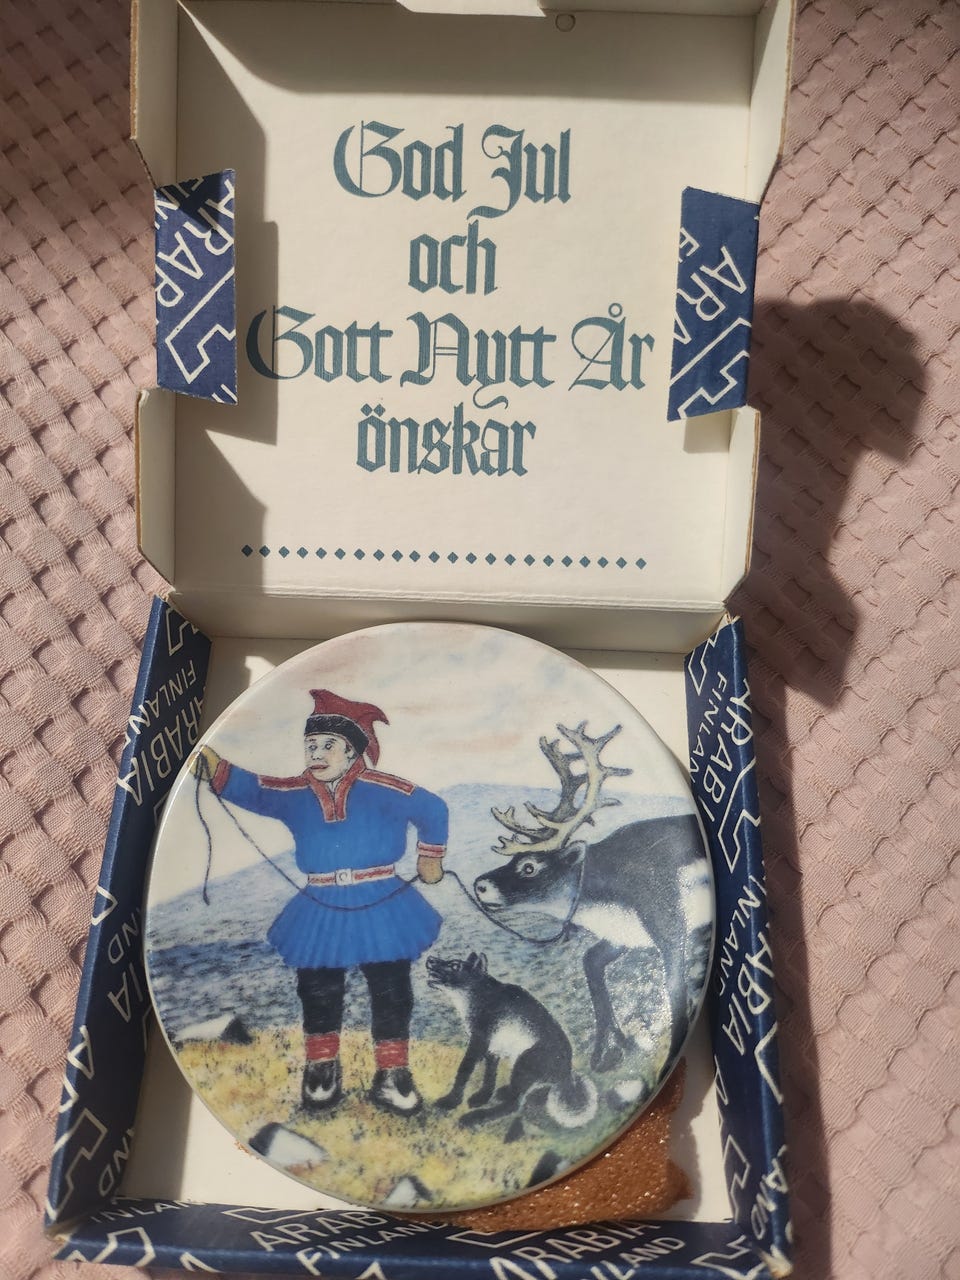 God Jul
och
Gott Nytt År
önskar
ARABIA
FINLAND
ARABIA
FINLAND
ARABIA
FINLAND
ARABIA
FINLAND